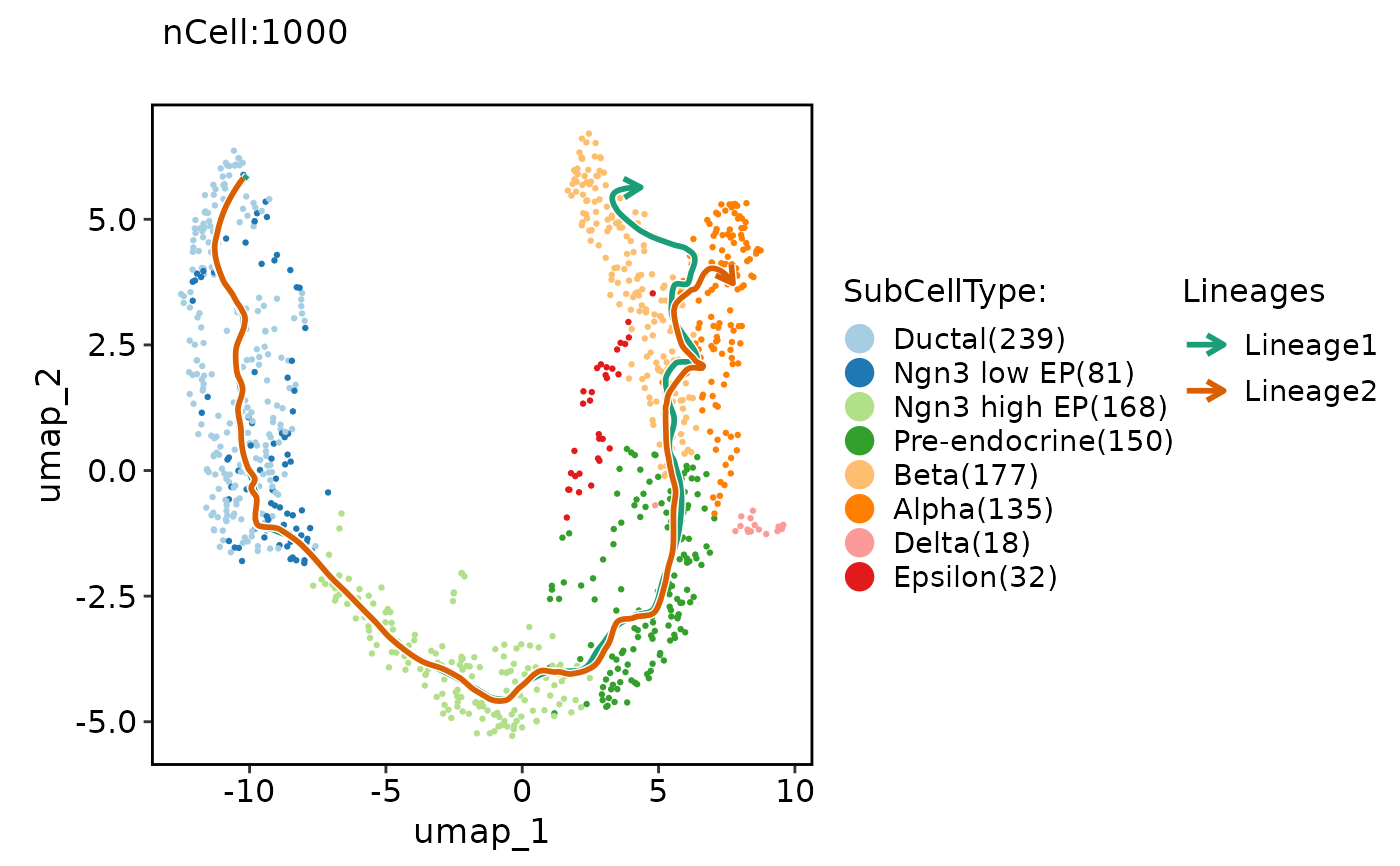 nCell:1000
5.0
2.5
0.0
-2.5
-5.0
umap_2
-10
-5
0
5
10
umap_1
SubCellType:
Ductal(239)
Ngn3 low EP(81)
Ngn3 high EP(168)
Pre-endocrine(150)
Beta(177)
Alpha(135)
Delta(18)
Epsilon(32)
Lineages
Lineage1
Lineage2